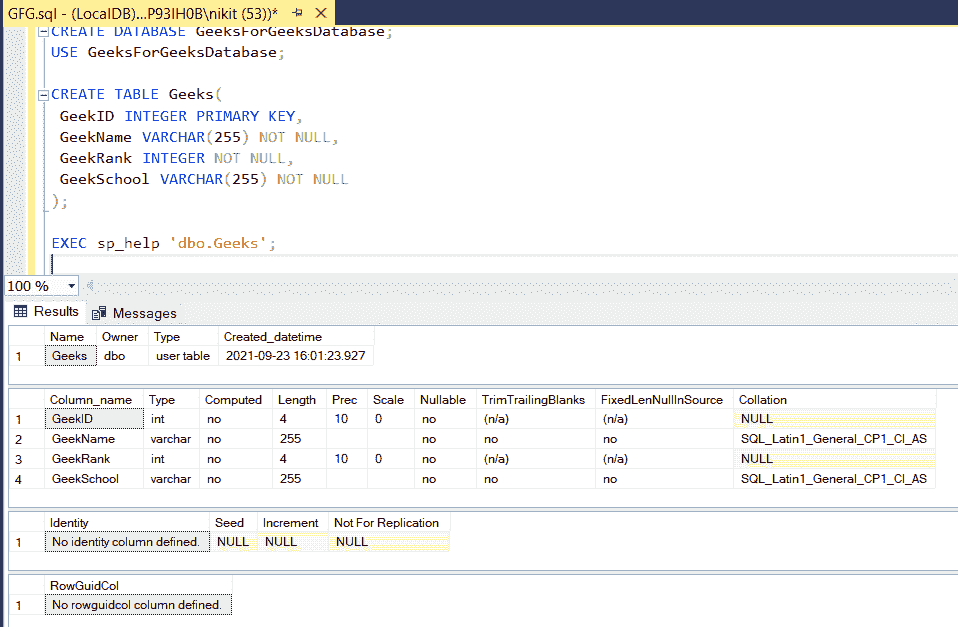 GFG.sql - (LocalDB)...P93IH0B\nikit (53))*
CREATE DATABASE GeeksForGeeksDatabase;
USE GeeksForGeeksDatabase;
CREATE TABLE Geeks(
GeekID INTEGER PRIMARY KEY,
GeekName VARCHAR(255) NOT NULL,
GeekRank INTEGER NOT NULL,
GeekSchool VARCHAR(255) NOT NULL
);
EXEC sp_help 'dbo.Geeks';
100 %
Results Messages
Name Owner Type Created_datetime
1 Geeks dbo user table 2021-09-23 16:01:23.927
Column_name Type Computed Length Prec Scale Nullable TrimTrailingBlanks FixedLenNullInSource Collation
1 GeekID int no 4 10 0 no (n/a) (n/a) NULL
2 GeekName varchar no 255 no no no SQL_Latin1_General_CP1_CI_AS
3 GeekRank int no 4 10 0 no (n/a) (n/a) NULL
4 GeekSchool varchar no 255 no no no SQL_Latin1_General_CP1_CI_AS
Identity Seed Increment Not For Replication
1 No identity column defined. NULL NULL NULL
RowGuidCol
1 No rowguidcol column defined.